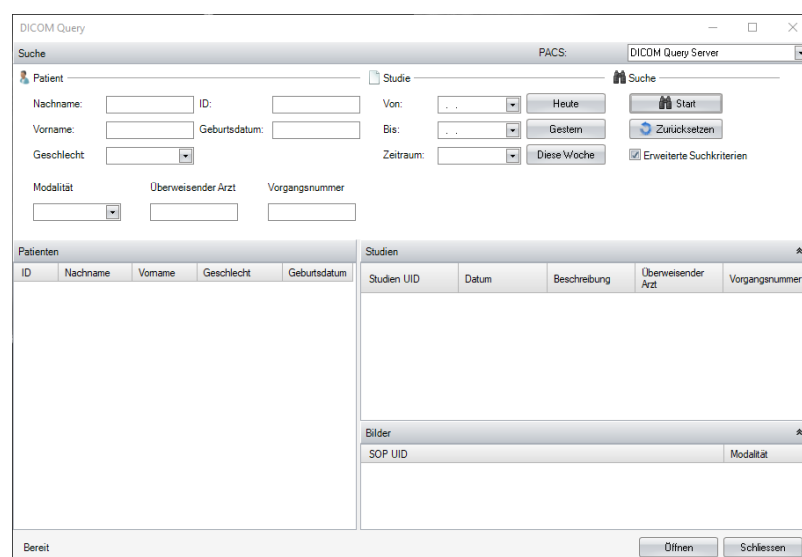 DICOM Query
Suche PACS: DICOM Query Server
Patient Studie Suche
Nachname: ID: Von: . . Heute Start
Vorname: Geburtsdatum: Bis: . . Gestern Zurücksetzen
Geschlecht: Zeitraum: Diese Woche Erweiterte Suchkriterien
Modalität Überweisender Arzt Vorgangsnummer
Patienten Studien
ID Nachname Vorname Geschlecht Geburtsdatum Studien UID Datum Beschreibung Überweisender Arzt Vorgangsnummer
Bilder
SOP UID Modalität
Bereit Öffnen Schliessen